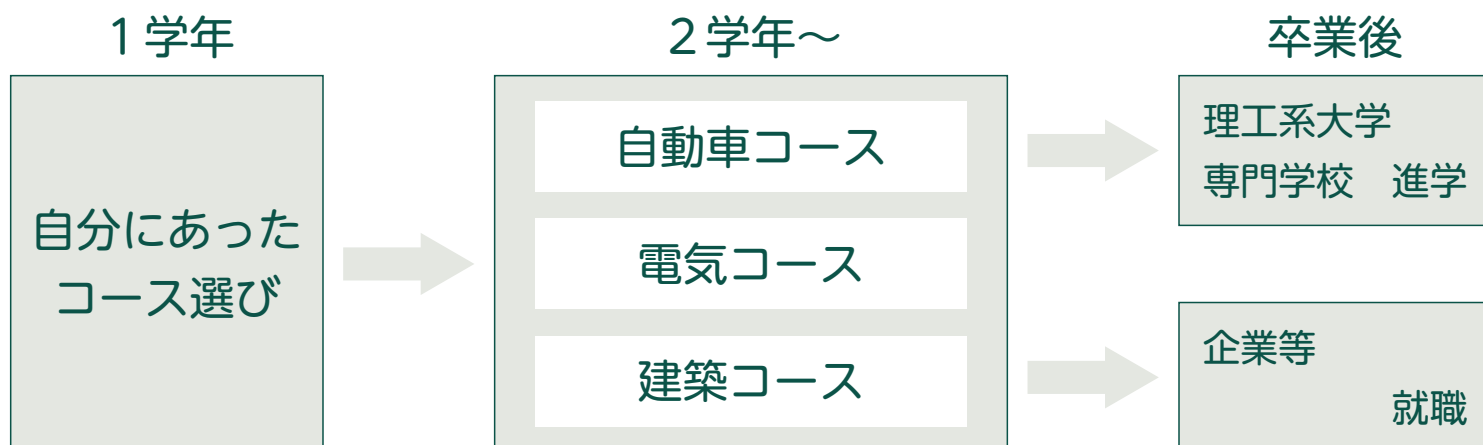 1学年
自分にあった
コース選び
2学年〜
自動車コース
電気コース
建築コース
卒業後
理工系大学
専門学校　進学
企業等
就職